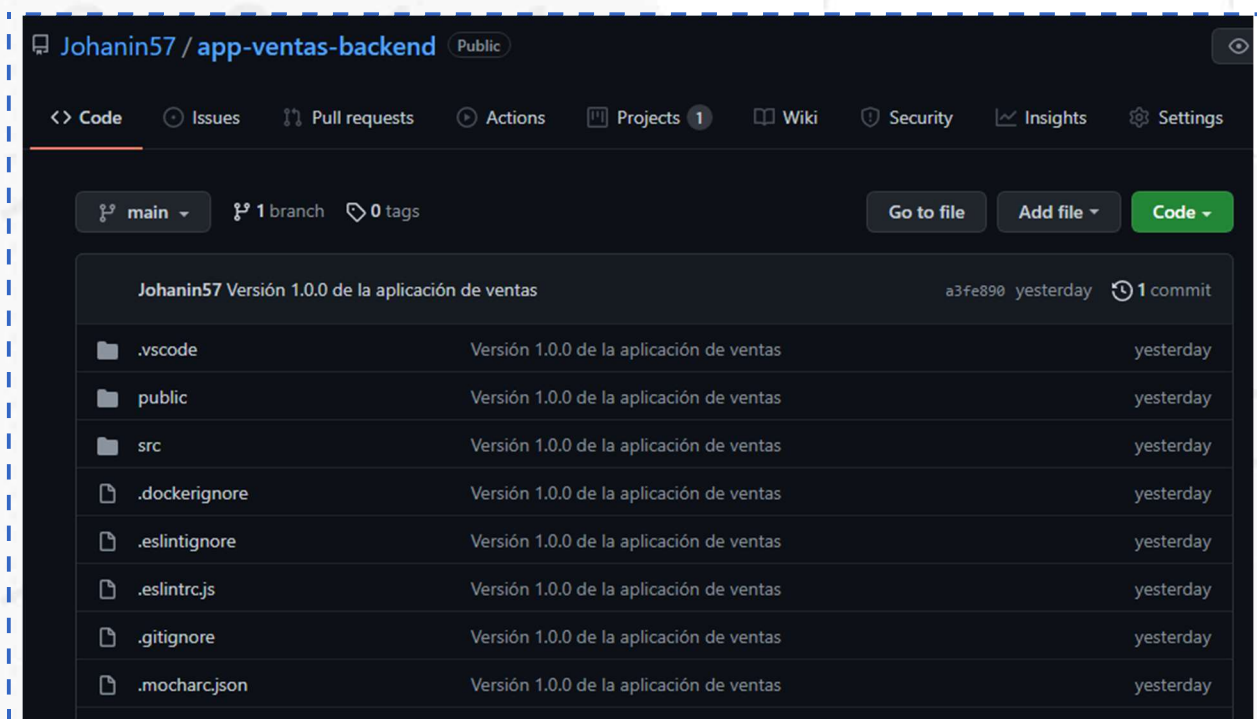 Johanin57 / app-ventas-backend Public
Code Issues Pull requests Actions Projects 1 Wiki Security Insights Settings
main 1 branch 0 tags Go to file Add file Code
Johanin57 Versión 1.0.0 de la aplicación de ventas a3fe890 yesterday 1 commit
.vscode Versión 1.0.0 de la aplicación de ventas yesterday
public Versión 1.0.0 de la aplicación de ventas yesterday
src Versión 1.0.0 de la aplicación de ventas yesterday
.dockerignore Versión 1.0.0 de la aplicación de ventas yesterday
.eslintignore Versión 1.0.0 de la aplicación de ventas yesterday
.eslintrc.js Versión 1.0.0 de la aplicación de ventas yesterday
.gitignore Versión 1.0.0 de la aplicación de ventas yesterday
.mocharc.json Versión 1.0.0 de la aplicación de ventas yesterday